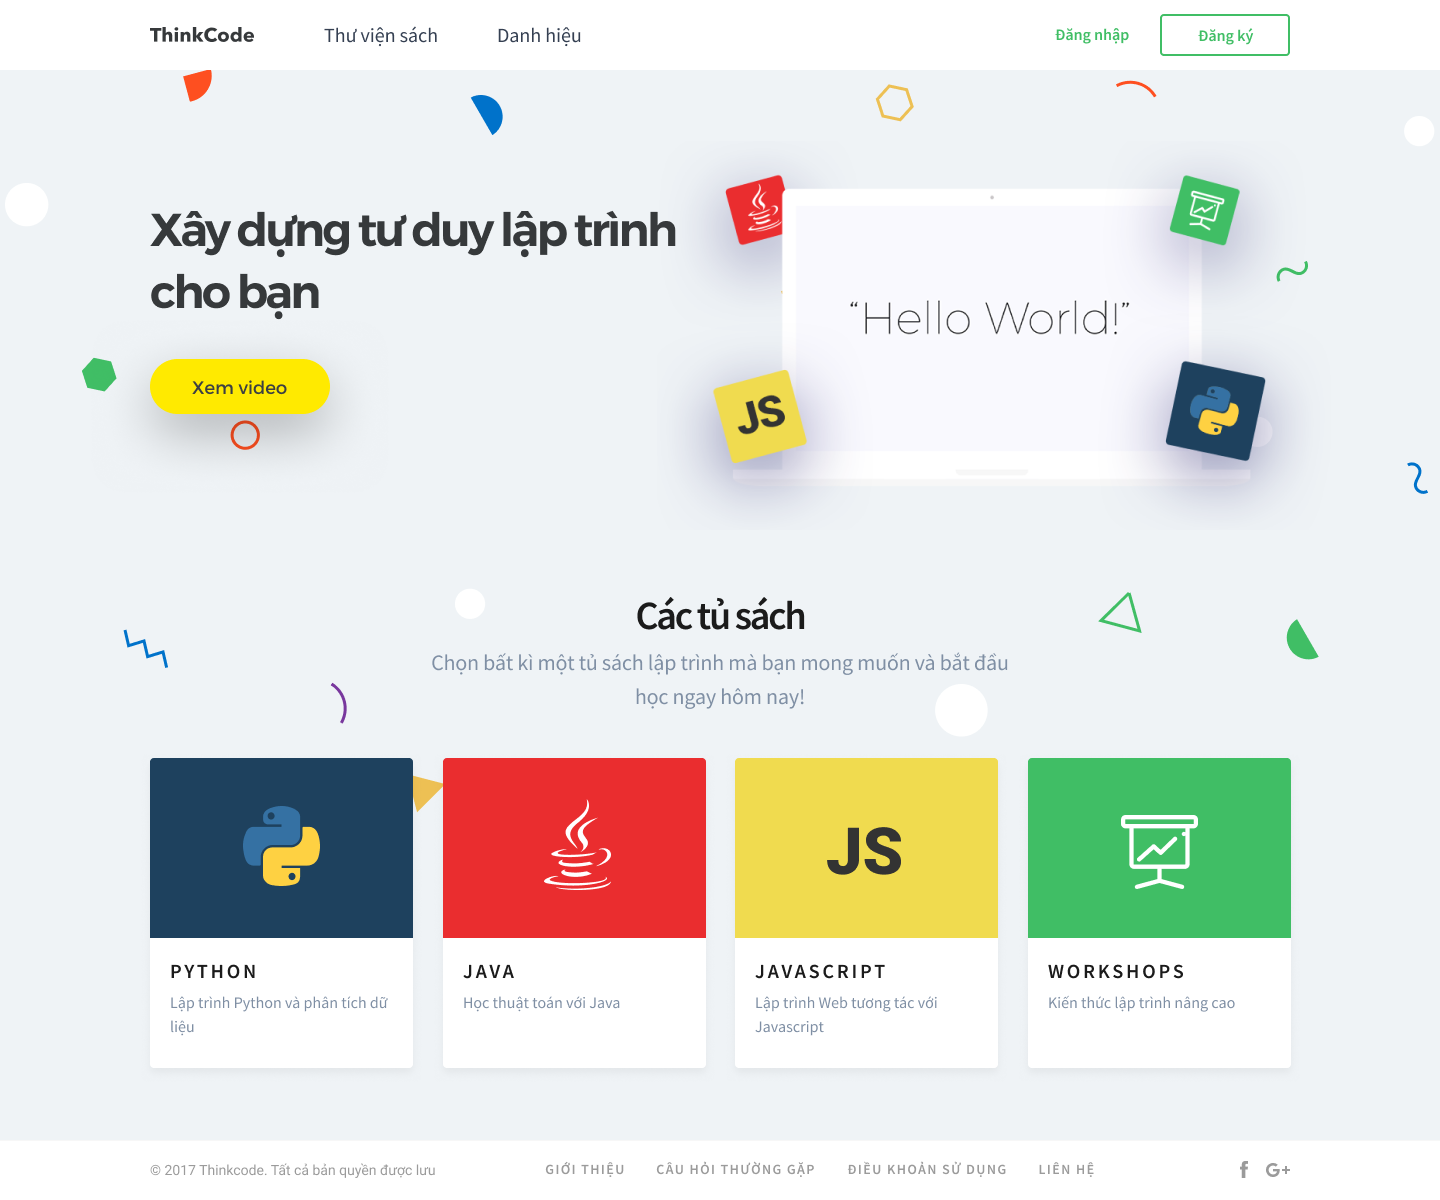 ThinkCode
Thư viện sách
Danh hiệu
Đăng nhập
Đăng ký
Xây dựng tư duy lập trình
cho bạn
Xem video
“Hello World!”
JS
Các tủ sách
Chọn bất kì một tủ sách lập trình mà bạn mong muốn và bắt đầu
học ngay hôm nay!
JS
PYTHON
Lập trình Python và phân tích dữ
liệu
JAVA
Học thuật toán với Java
JAVASCRIPT
Lập trình Web tương tác với
Javascript
WORKSHOPS
Kiến thức lập trình nâng cao
© 2017 Thinkcode. Tất cả bản quyền được lưu
GIỚI THIỆU
CÂU HỎI THƯỜNG GẶP
ĐIỀU KHOẢN SỬ DỤNG
LIÊN HỆ
f
G+